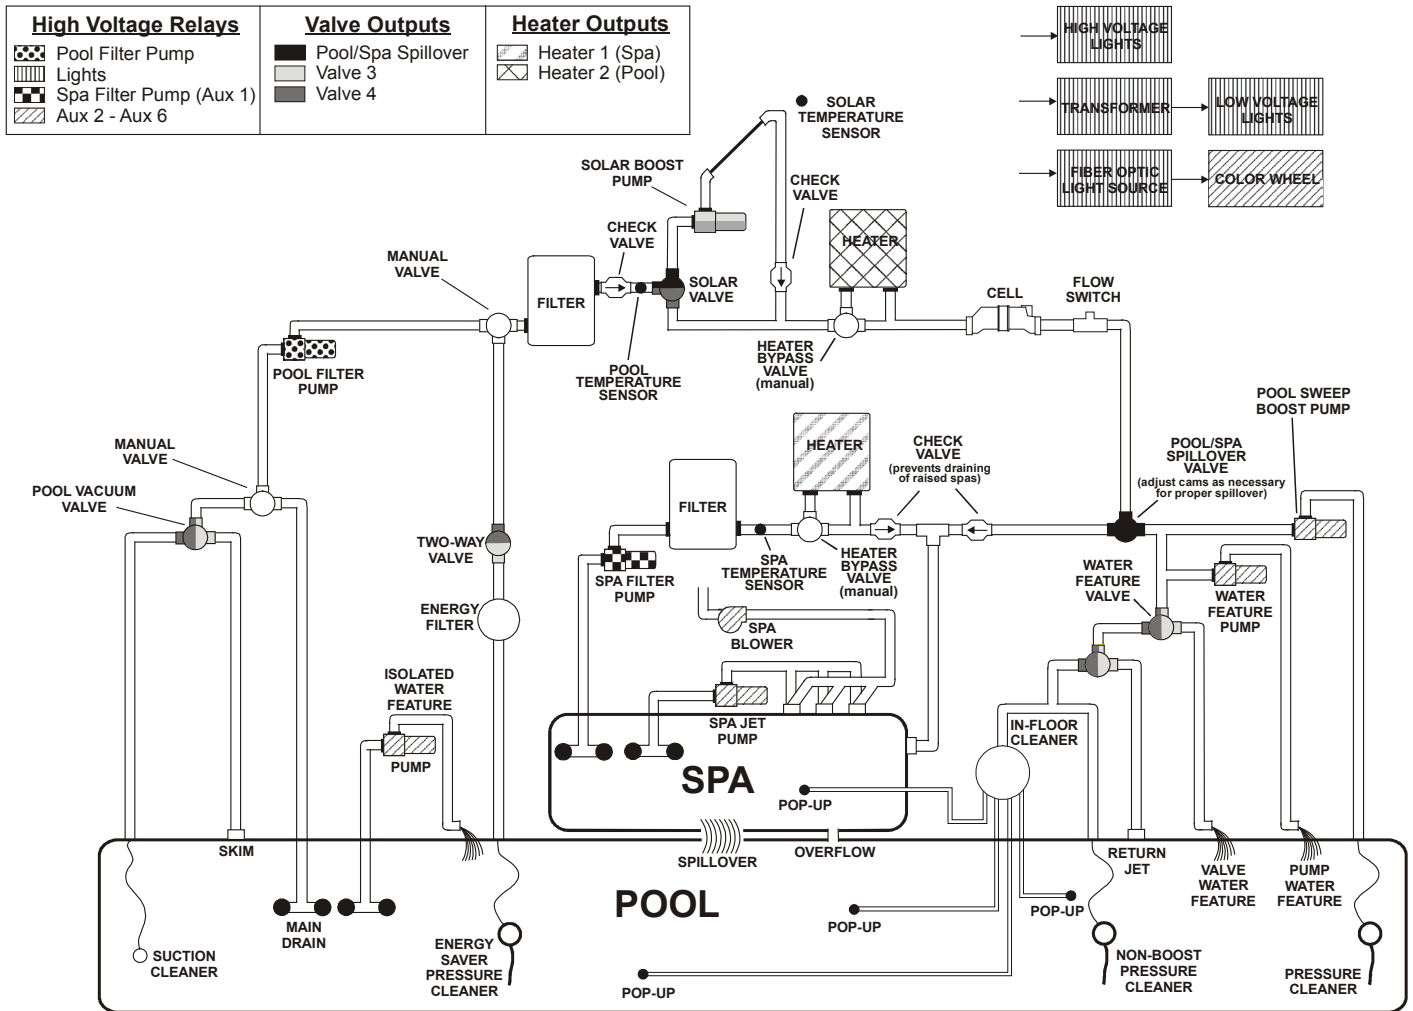 High Voltage Relays
Pool Filter Pump
Lights
Spa Filter Pump (Aux 1)
Aux 2 - Aux 6
Valve Outputs
Pool/Spa Spillover
Valve 3
Valve 4
Heater Outputs
Heater 1 (Spa)
Heater 2 (Pool)
HIGH VOLTAGE
LIGHTS
TRANSFORMER
LOW VOLTAGE
LIGHTS
FIBER OPTIC
LIGHT SOURCE
COLOR WHEEL
SOLAR
TEMPERATURE
SENSOR
SOLAR BOOST
PUMP
CHECK
VALVE
CHECK
VALVE
MANUAL
VALVE
HEATER
FILTER
SOLAR
VALVE
CELL
FLOW
SWITCH
POOL FILTER
PUMP
POOL
TEMPERATURE
SENSOR
HEATER
BYPASS
VALVE
(manual)
POOL SWEEP
BOOST PUMP
MANUAL
VALVE
POOL VACUUM
VALVE
HEATER
CHECK
VALVE
(prevents draining
of raised spas)
POOL/SPA
SPILLOVER
VALVE
(adjust cams as necessary
for proper spillover)
FILTER
TWO-WAY
VALVE
SPA FILTER
PUMP
SPA
TEMPERATURE
SENSOR
HEATER
BYPASS
VALVE
(manual)
WATER
FEATURE
VALVE
WATER
FEATURE
PUMP
ENERGY
FILTER
SPA
BLOWER
ISOLATED
WATER
FEATURE
SPA JET
PUMP
IN-FLOOR
CLEANER
PUMP
SPA
POP-UP
SKIM
SPILLOVER
OVERFLOW
RETURN
JET
VALVE
WATER
FEATURE
PUMP
WATER
FEATURE
POOL
MAIN
DRAIN
POP-UP
POP-UP
SUCTION
CLEANER
ENERGY
SAVER
PRESSURE
CLEANER
POP-UP
NON-BOOST
PRESSURE
CLEANER
PRESSURE
CLEANER